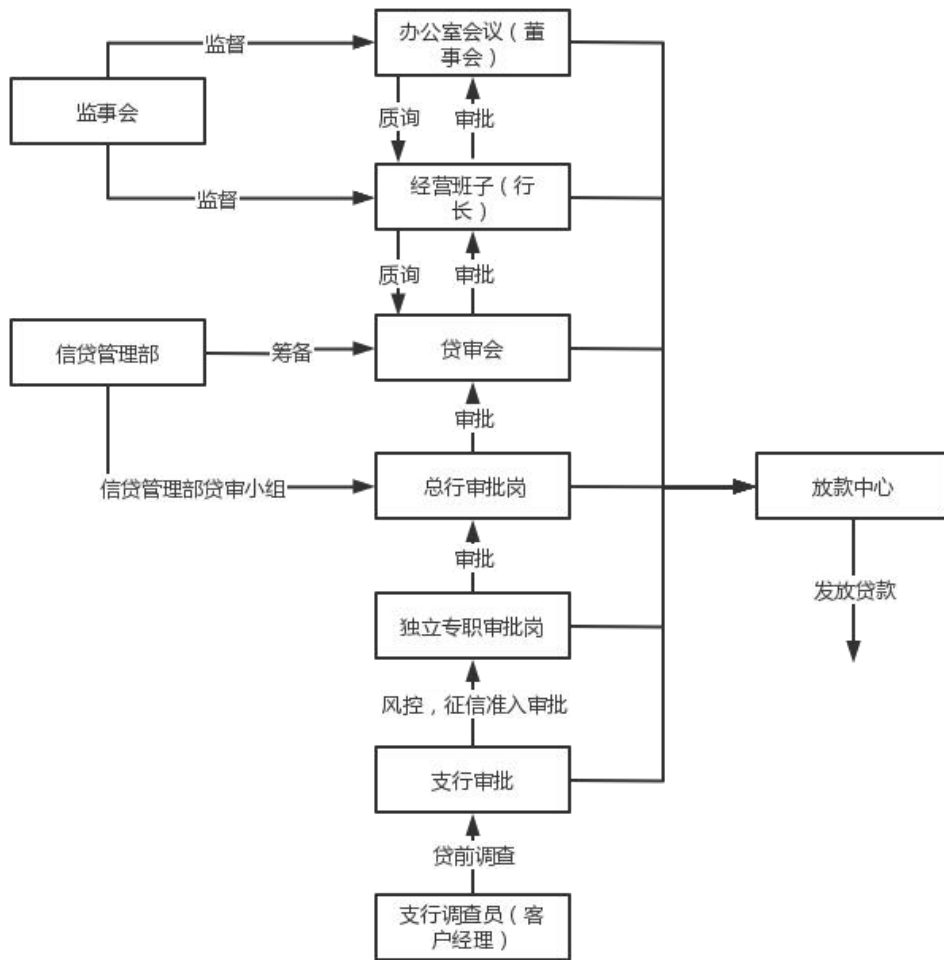 办公室会议（董
事会）
监督
监事会
质询
审批
经营班子（行
长）
监督
质询
审批
信贷管理部
筹备
贷审会
审批
信贷管理部贷审小组
总行审批岗
放款中心
审批
发放贷款
独立专职审批岗
风控，征信准入审批
支行审批
贷前调查
支行调查员（客
户经理）